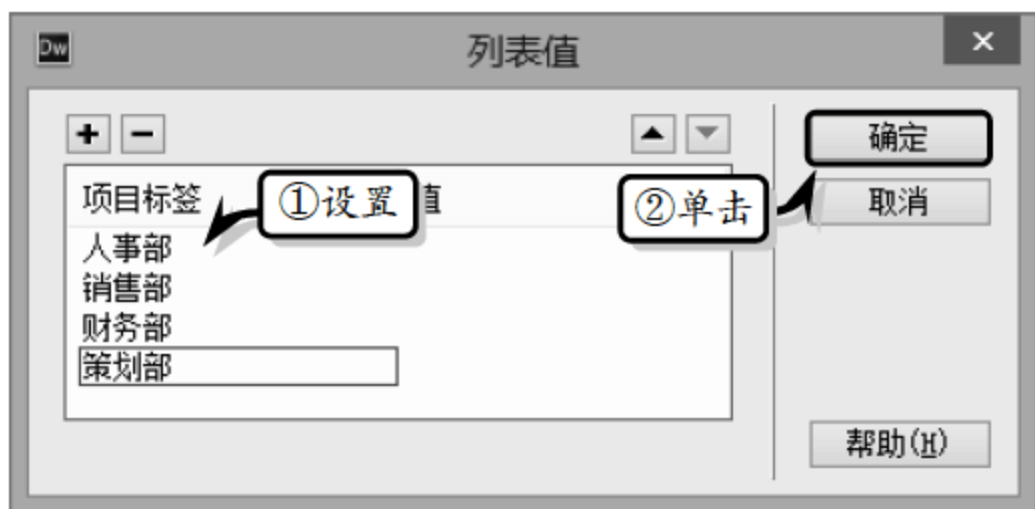 Dw 列表值
确定
取消
项目标签 ①设置 值 ②单击
人事部
销售部
财务部
策划部
帮助(H)